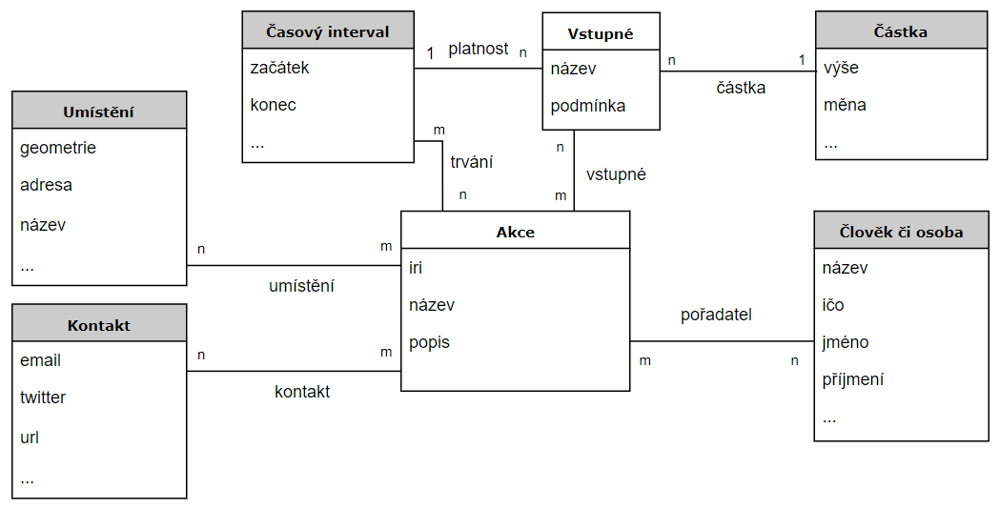 Časový interval
začátek
konec
...
1
platnost
n
Vstupné
název
podmínka
n
částka
1
Částka
výše
měna
...
Umístění
geometrie
adresa
název
...
m
trvání
n
n
vstupné
m
Akce
iri
název
popis
n
umístění
m
Kontakt
email
twitter
url
...
n
kontakt
m
pořadatel
m
n
Člověk či osoba
název
ičo
jméno
příjmení
...